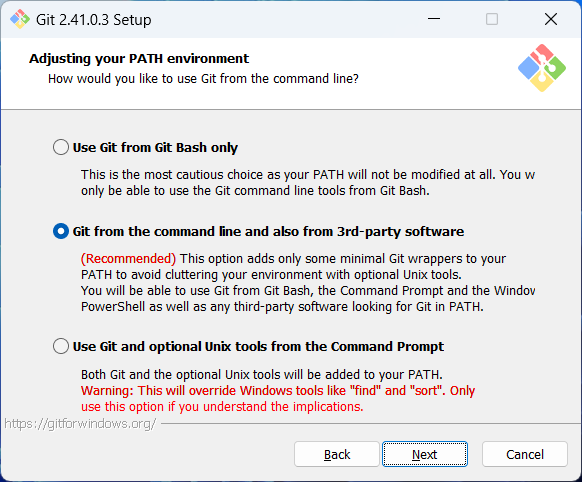 Git 2.41.0.3 Setup
Adjusting your PATH environment
How would you like to use Git from the command line?
Use Git from Git Bash only
This is the most cautious choice as your PATH will not be modified at all. You w
only be able to use the Git command line tools from Git Bash.
Git from the command line and also from 3rd-party software
(Recommended) This option adds only some minimal Git wrappers to your
PATH to avoid cluttering your environment with optional Unix tools.
You will be able to use Git from Git Bash, the Command Prompt and the Window
PowerShell as well as any third-party software looking for Git in PATH.
Use Git and optional Unix tools from the Command Prompt
Both Git and the optional Unix tools will be added to your PATH.
Warning: This will override Windows tools like "find" and "sort". Only
use this option if you understand the implications.
https://gitforwindows.org/
Back
Next
Cancel